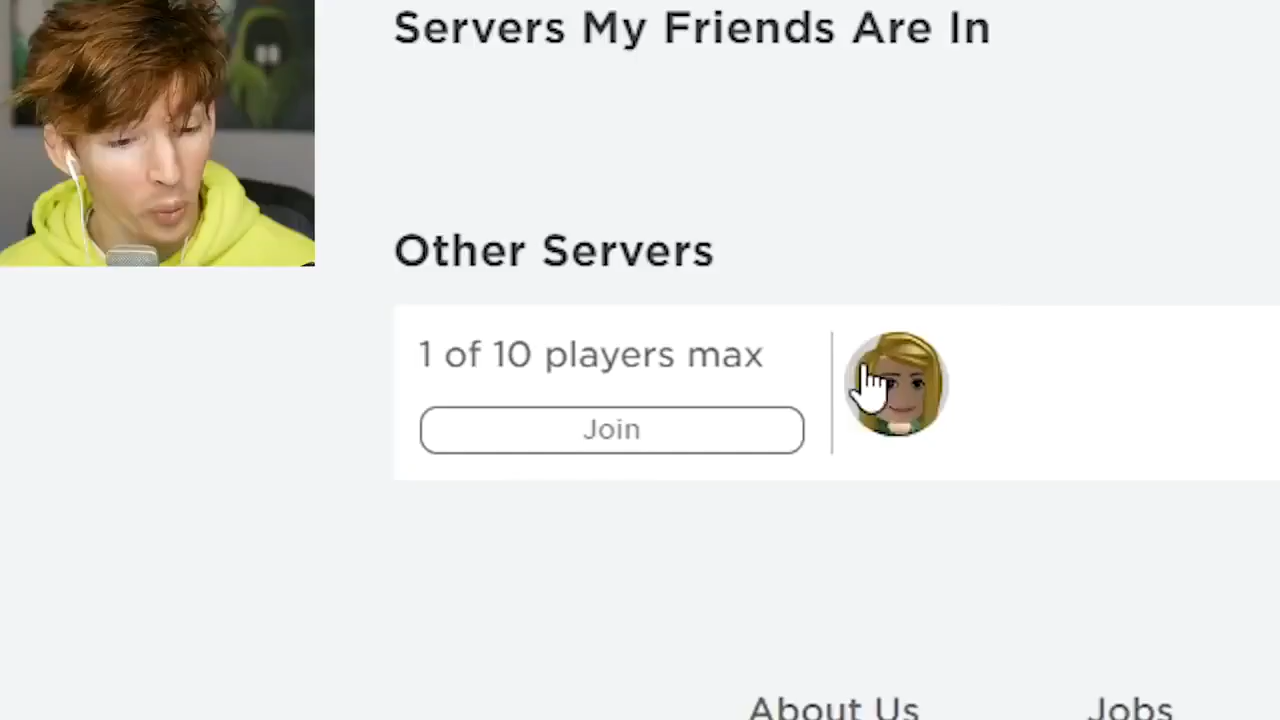 Servers My Friends Are In
Other Servers
1 of 10 players max
Join
About Us
Jobs